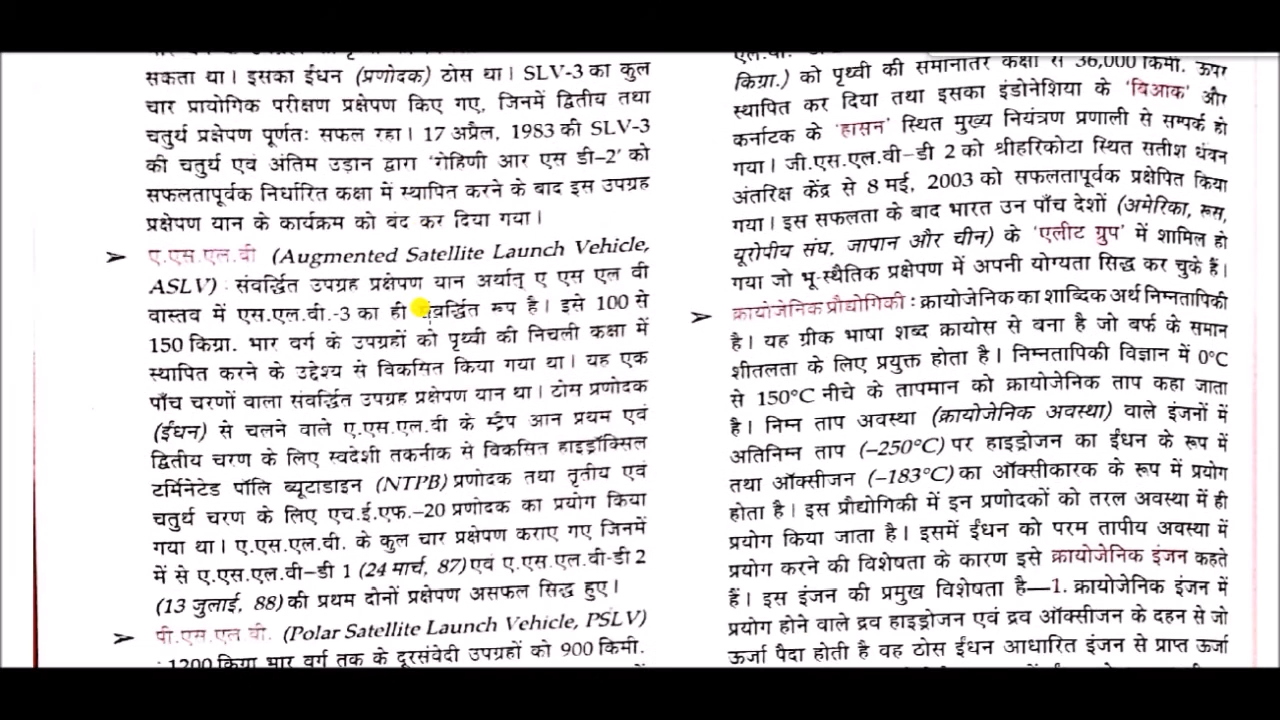 सकता था। इसका ईंधन (प्रणोदक) ठोस था। SLV-3 का कुल
चार प्रायोगिक परीक्षण प्रक्षेपण किए गए, जिनमें द्वितीय तथा
चतुर्थ प्रक्षेपण पूर्णतः सफल रहा। 17 अप्रैल, 1983 की SLV-3
की चतुर्थ एवं अंतिम उड़ान द्वारा 'रोहिणी आर एस डी–2' को
सफलतापूर्वक निर्धारित कक्षा में स्थापित करने के बाद इस उपग्रह
प्रक्षेपण यान के कार्यक्रम को बंद कर दिया गया।
➤ ए.एस.एल.वी (Augmented Satellite Launch Vehicle,
ASLV) : संवर्द्धित उपग्रह प्रक्षेपण यान अर्थात् ए एस एल वी
वास्तव में एस.एल.वी.-3 का ही संवर्द्धित रूप है। इसे 100 से
150 किग्रा. भार वर्ग के उपग्रहों को पृथ्वी की निचली कक्षा में
स्थापित करने के उद्देश्य से विकसित किया गया था। यह एक
पाँच चरणों वाला संवर्द्धित उपग्रह प्रक्षेपण यान था। ठोस प्रणोदक
(ईंधन) से चलने वाले ए.एस.एल.वी के स्ट्रैप आन प्रथम एवं
द्वितीय चरण के लिए स्वदेशी तकनीक से विकसित हाइड्रॉक्सिल
टर्मिनेटेड पॉलि ब्यूटाडाइन (NTPB) प्रणोदक तथा तृतीय एवं
चतुर्थ चरण के लिए एच.ई.एफ.–20 प्रणोदक का प्रयोग किया
गया था। ए.एस.एल.वी. के कुल चार प्रक्षेपण कराए गए जिनमें
में से ए.एस.एल.वी–डी 1 (24 मार्च, 87) एवं ए.एस.एल.वी-डी 2
(13 जुलाई, 88) की प्रथम दोनों प्रक्षेपण असफल सिद्ध हुए।
➤ पी.एस.एल वी. (Polar Satellite Launch Vehicle, PSLV)
: 1200 किग्रा भार वर्ग तक के दूरसंवेदी उपग्रहों को 900 किमी.
किग्रा.) को पृथ्वी की समानांतर कक्षा से 36,000 किमी. ऊपर
स्थापित कर दिया तथा इसका इंडोनेशिया के 'बिआक' और
कर्नाटक के 'हासन' स्थित मुख्य नियंत्रण प्रणाली से सम्पर्क हो
गया। जी.एस.एल.वी–डी 2 को श्रीहरिकोटा स्थित सतीश धवन
अंतरिक्ष केंद्र से 8 मई, 2003 को सफलतापूर्वक प्रक्षेपित किया
गया। इस सफलता के बाद भारत उन पाँच देशों (अमेरिका, रूस,
यूरोपीय संघ, जापान और चीन) के 'एलीट ग्रुप' में शामिल हो
गया जो भू-स्थैतिक प्रक्षेपण में अपनी योग्यता सिद्ध कर चुके हैं।
➤ क्रायोजेनिक प्रौद्योगिकी : क्रायोजेनिक का शाब्दिक अर्थ निम्नतापिकी
है। यह ग्रीक भाषा शब्द क्रायोस से बना है जो बर्फ के समान
शीतलता के लिए प्रयुक्त होता है। निम्नतापिकी विज्ञान में 0°C
से 150°C नीचे के तापमान को क्रायोजेनिक ताप कहा जाता
है। निम्न ताप अवस्था (क्रायोजेनिक अवस्था) वाले इंजनों में
अतिनिम्न ताप (–250°C) पर हाइड्रोजन का ईंधन के रूप में
तथा ऑक्सीजन (–183°C) का ऑक्सीकारक के रूप में प्रयोग
होता है। इस प्रौद्योगिकी में इन प्रणोदकों को तरल अवस्था में ही
प्रयोग किया जाता है। इसमें ईंधन को परम तापीय अवस्था में
प्रयोग करने की विशेषता के कारण इसे क्रायोजेनिक इंजन कहते
हैं। इस इंजन की प्रमुख विशेषता है—1. क्रायोजेनिक इंजन में
प्रयोग होने वाले द्रव हाइड्रोजन एवं द्रव ऑक्सीजन के दहन से जो
ऊर्जा पैदा होती है वह ठोस ईंधन आधारित इंजन से प्राप्त ऊर्जा